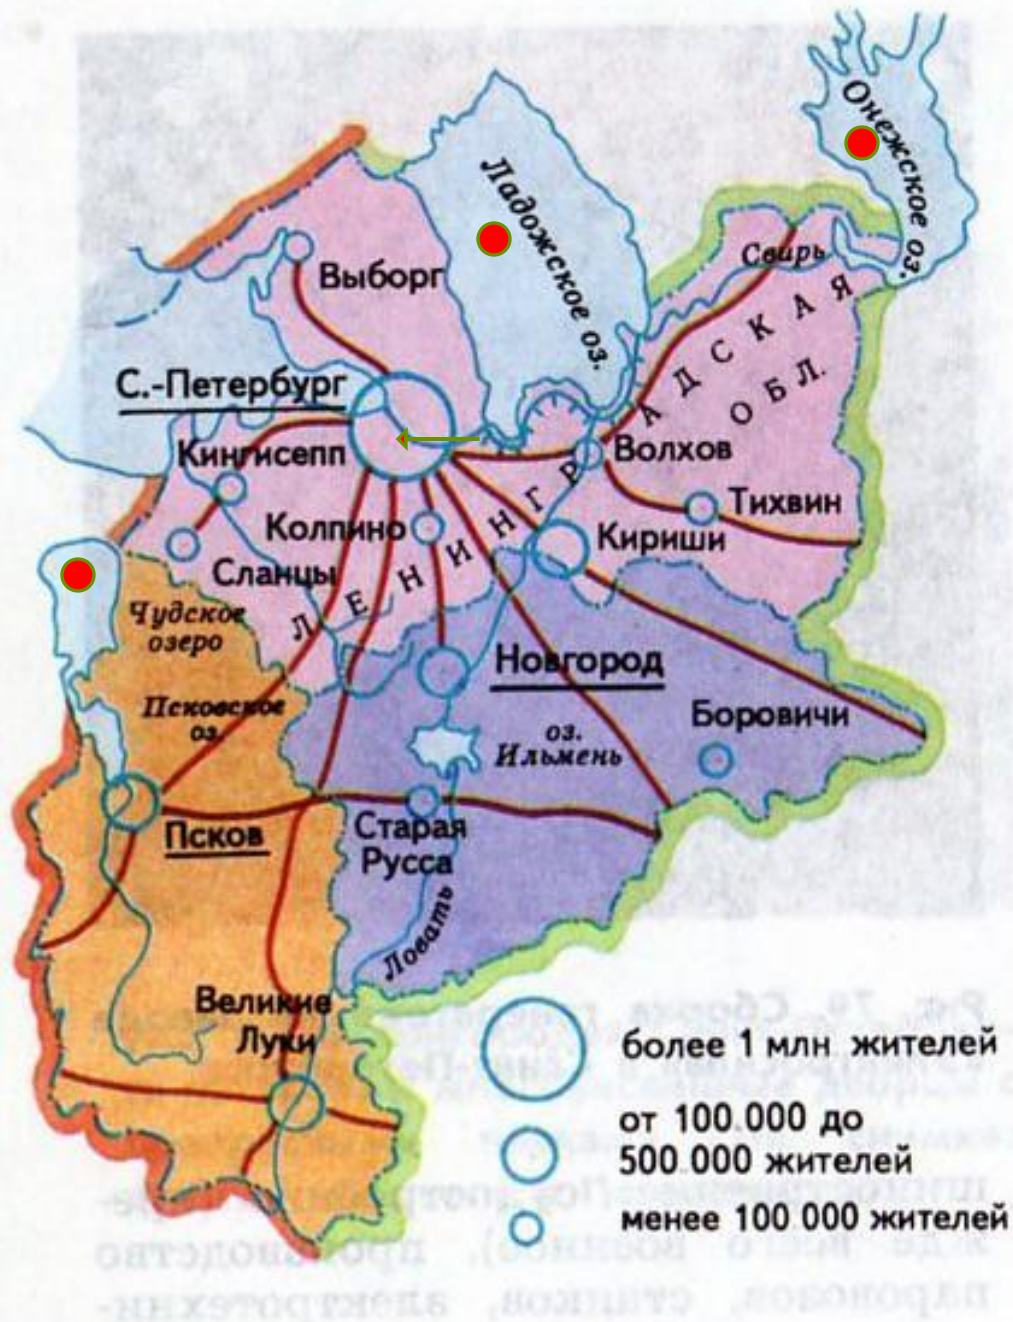 Онежское оз.
Ладожское оз.
Свирь
Выборг
ЛЕНИНГРАДСКАЯ
ОБЛ.
С.-Петербург
Кингисепп
Волхов
Тихвин
Колпино
Кириши
Сланцы
Чудское
озеро
Новгород
Псковское
оз.
Боровичи
оз.
Ильмень
Псков
Старая
Русса
Ловать
Великие
Луки
более 1 млн жителей
от 100.000 до
500.000 жителей
менее 100 000 жителей